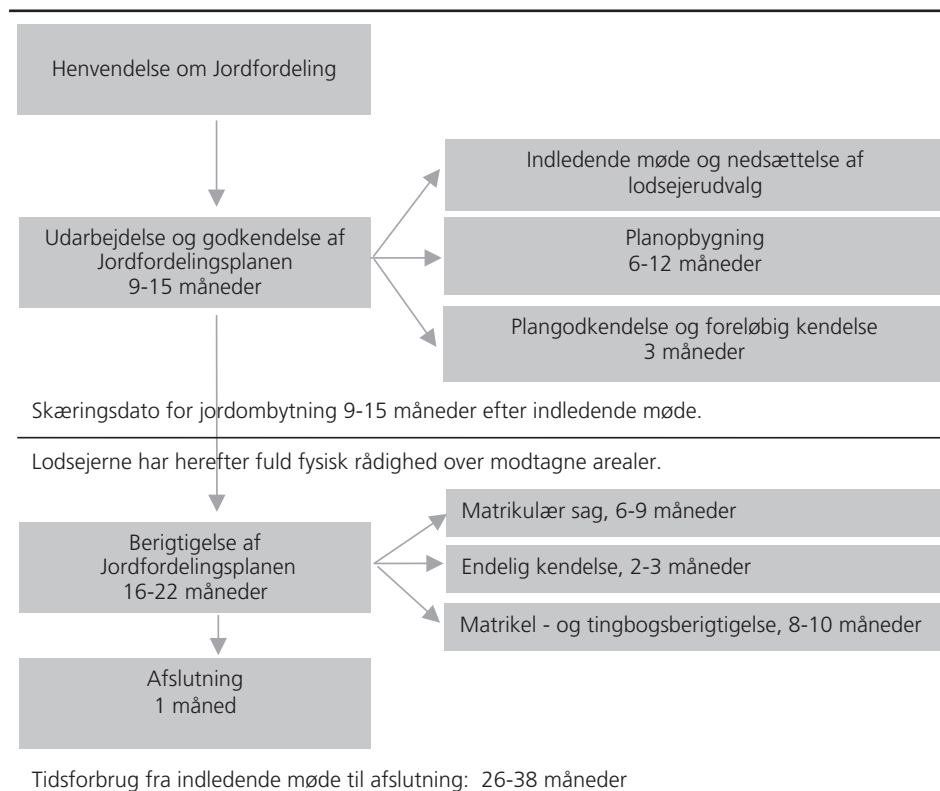 Henvendelse om Jordfordeling
Udarbejdelse og godkendelse af
Jordfordelingsplanen
9-15 måneder
Indledende møde og nedsættelse af
lodsejerudvalg
Planopbygning
6-12 måneder
Plangodkendelse og foreløbig kendelse
3 måneder
Skæringsdato for jordombytning 9-15 måneder efter indledende møde.
Lodsejerne har herefter fuld fysisk rådighed over modtagne arealer.
Berigtigelse af
Jordfordelingsplanen
16-22 måneder
Matrikulær sag, 6-9 måneder
Endelig kendelse, 2-3 måneder
Matrikel - og tingbogsberigtigelse, 8-10 måneder
Afslutning
1 måned
Tidsforbrug fra indledende møde til afslutning: 26-38 måneder